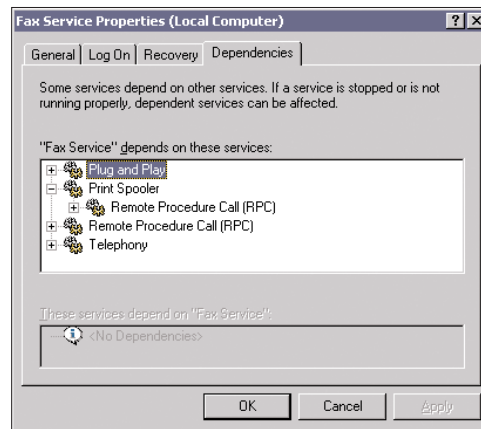 Fax Service Properties (Local Computer)
General Log On Recovery Dependencies
Some services depend on other services. If a service is stopped or is not
running properly, dependent services can be affected.
"Fax Service" depends on these services:
Plug and Play
Print Spooler
Remote Procedure Call (RPC)
Remote Procedure Call (RPC)
Telephony
These services depend on "Fax Service":
<No Dependencies>
OK Cancel Apply